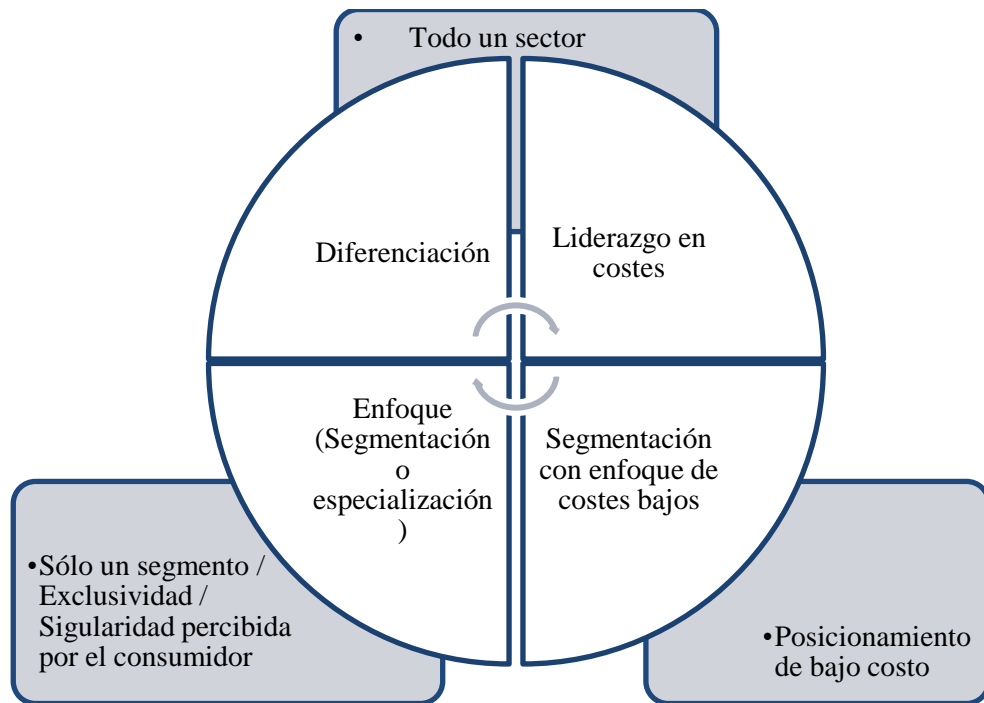 • Todo un sector
Diferenciación
Liderazgo en
costes
Enfoque
(Segmentación
o
especialización
)
Segmentación
con enfoque de
costes bajos
•Sólo un segmento /
Exclusividad /
Sigularidad percibida
por el consumidor
•Posicionamiento
de bajo costo